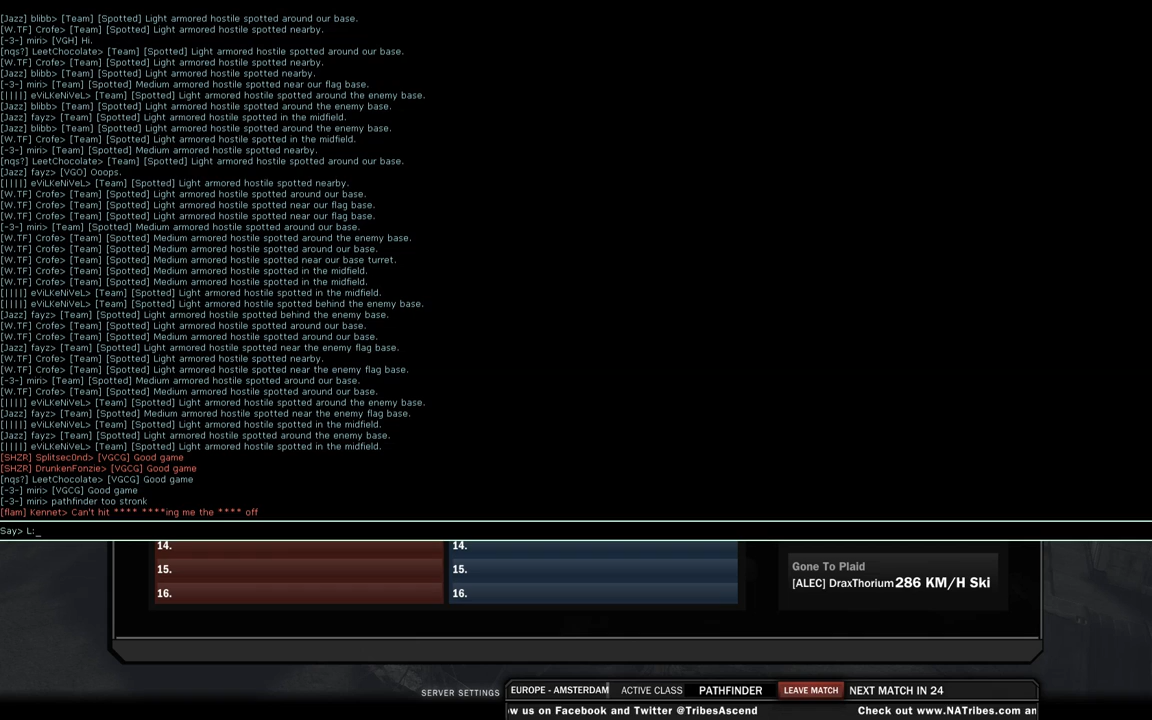 [Jazz] blibb> [Team] [Spotted] Light armored hostile spotted around our base.
[W.TF] Crofe> [Team] [Spotted] Light armored hostile spotted nearby.
[-3-] miri> [VGH] Hi.
[nqs?] LeetChocolate> [Team] [Spotted] Light armored hostile spotted around our base.
[W.TF] Crofe> [Team] [Spotted] Light armored hostile spotted nearby.
[Jazz] blibb> [Team] [Spotted] Light armored hostile spotted nearby.
[-3-] miri> [Team] [Spotted] Medium armored hostile spotted near our flag base.
[||||] eViLKeNiVeL> [Team] [Spotted] Light armored hostile spotted around the enemy base.
[Jazz] blibb> [Team] [Spotted] Light armored hostile spotted around the enemy base.
[Jazz] fayz> [Team] [Spotted] Light armored hostile spotted in the midfield.
[Jazz] blibb> [Team] [Spotted] Light armored hostile spotted around the enemy base.
[W.TF] Crofe> [Team] [Spotted] Light armored hostile spotted in the midfield.
[-3-] miri> [Team] [Spotted] Medium armored hostile spotted nearby.
[nqs?] LeetChocolate> [Team] [Spotted] Light armored hostile spotted around our base.
[Jazz] fayz> [VGO] Ooops.
[||||] eViLKeNiVeL> [Team] [Spotted] Light armored hostile spotted nearby.
[W.TF] Crofe> [Team] [Spotted] Light armored hostile spotted around our base.
[W.TF] Crofe> [Team] [Spotted] Light armored hostile spotted near our flag base.
[W.TF] Crofe> [Team] [Spotted] Light armored hostile spotted near our flag base.
[-3-] miri> [Team] [Spotted] Medium armored hostile spotted around our base.
[W.TF] Crofe> [Team] [Spotted] Medium armored hostile spotted around the enemy base.
[W.TF] Crofe> [Team] [Spotted] Medium armored hostile spotted around our base.
[W.TF] Crofe> [Team] [Spotted] Medium armored hostile spotted near our base turret.
[W.TF] Crofe> [Team] [Spotted] Medium armored hostile spotted in the midfield.
[W.TF] Crofe> [Team] [Spotted] Medium armored hostile spotted in the midfield.
[||||] eViLKeNiVeL> [Team] [Spotted] Light armored hostile spotted in the midfield.
[||||] eViLKeNiVeL> [Team] [Spotted] Light armored hostile spotted behind the enemy base.
[Jazz] fayz> [Team] [Spotted] Light armored hostile spotted behind the enemy base.
[W.TF] Crofe> [Team] [Spotted] Light armored hostile spotted around our base.
[W.TF] Crofe> [Team] [Spotted] Medium armored hostile spotted around our base.
[Jazz] fayz> [Team] [Spotted] Light armored hostile spotted near the enemy flag base.
[W.TF] Crofe> [Team] [Spotted] Light armored hostile spotted nearby.
[W.TF] Crofe> [Team] [Spotted] Light armored hostile spotted near the enemy flag base.
[-3-] miri> [Team] [Spotted] Medium armored hostile spotted around our base.
[W.TF] Crofe> [Team] [Spotted] Medium armored hostile spotted around our base.
[||||] eViLKeNiVeL> [Team] [Spotted] Light armored hostile spotted around the enemy base.
[Jazz] fayz> [Team] [Spotted] Medium armored hostile spotted near the enemy flag base.
[||||] eViLKeNiVeL> [Team] [Spotted] Light armored hostile spotted in the midfield.
[Jazz] fayz> [Team] [Spotted] Light armored hostile spotted around the enemy base.
[||||] eViLKeNiVeL> [Team] [Spotted] Light armored hostile spotted in the midfield.
[SHZR] Splitsec0nd> [VGCG] Good game
[SHZR] DrunkenFonzie> [VGCG] Good game
[nqs?] LeetChocolate> [VGCG] Good game
[-3-] miri> [VGCG] Good game
[-3-] miri> pathfinder too stronk
[flam] Kennet> Can't hit **** ****ing me the **** off
Say> L:_
14. 14.
15. 15.
16. 16.
Gone To Plaid
[ALEC] DraxThorium 286 KM/H Ski
SERVER SETTINGS EUROPE - AMSTERDAM ACTIVE CLASS PATHFINDER LEAVE MATCH NEXT MATCH IN 24
w us on Facebook and Twitter @TribesAscend Check out www.NATribes.com an